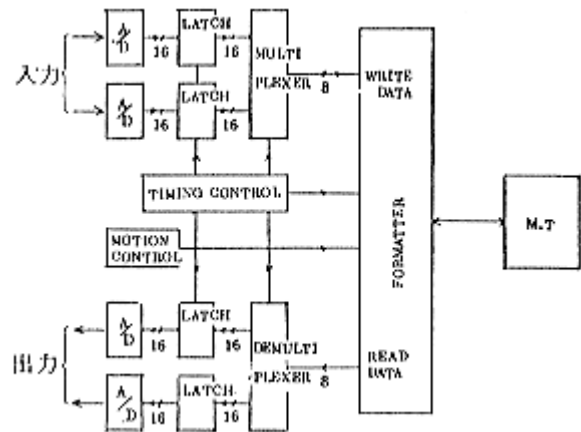 入力
A/D
16
LATCH
16
MULTI
PLEXER
8
WRITE
DATA
A/D
16
LATCH
16
TIMING CONTROL
MOTION
CONTROL
FORMATTER
M.T
出力
A/D
16
LATCH
16
DEMULTI
PLEXER
8
READ
DATA
A/D
16
LATCH
16